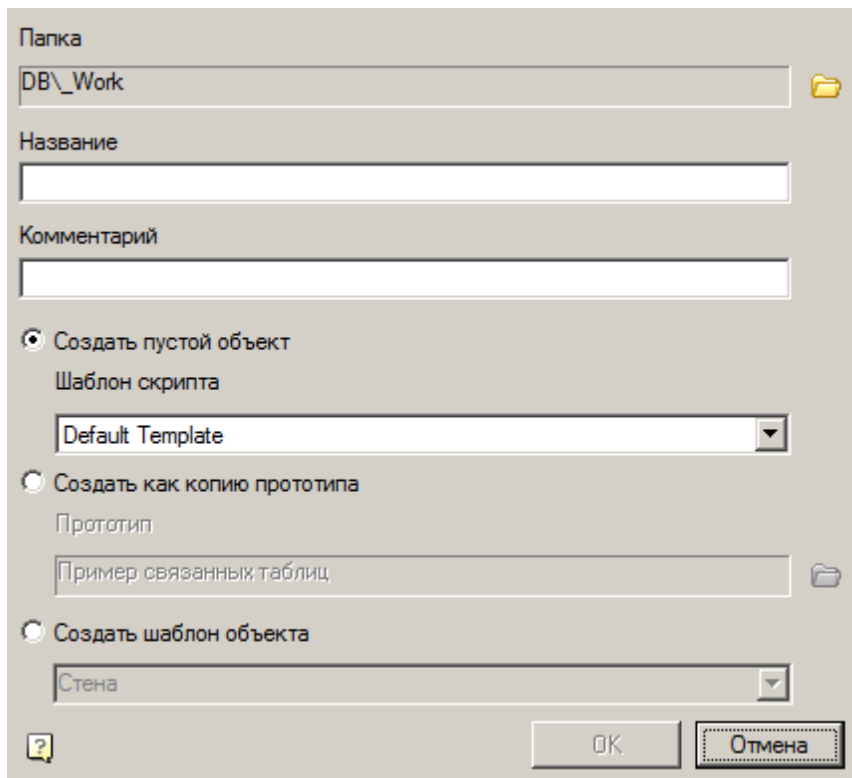 Папка
DB\_Work
Название
Комментарий
Создать пустой объект
Шаблон скрипта
Default Template
Создать как копию прототипа
Прототип
Пример связанных таблиц
Создать шаблон объекта
Стена
?
OK
Отмена